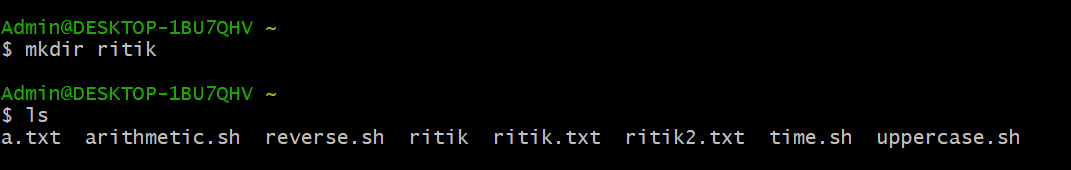 Admin@DESKTOP-1BU7QHV ~
$ mkdir ritik
Admin@DESKTOP-1BU7QHV ~
$ ls
a.txt  arithmetic.sh  reverse.sh  ritik  ritik.txt  ritik2.txt  time.sh  uppercase.sh